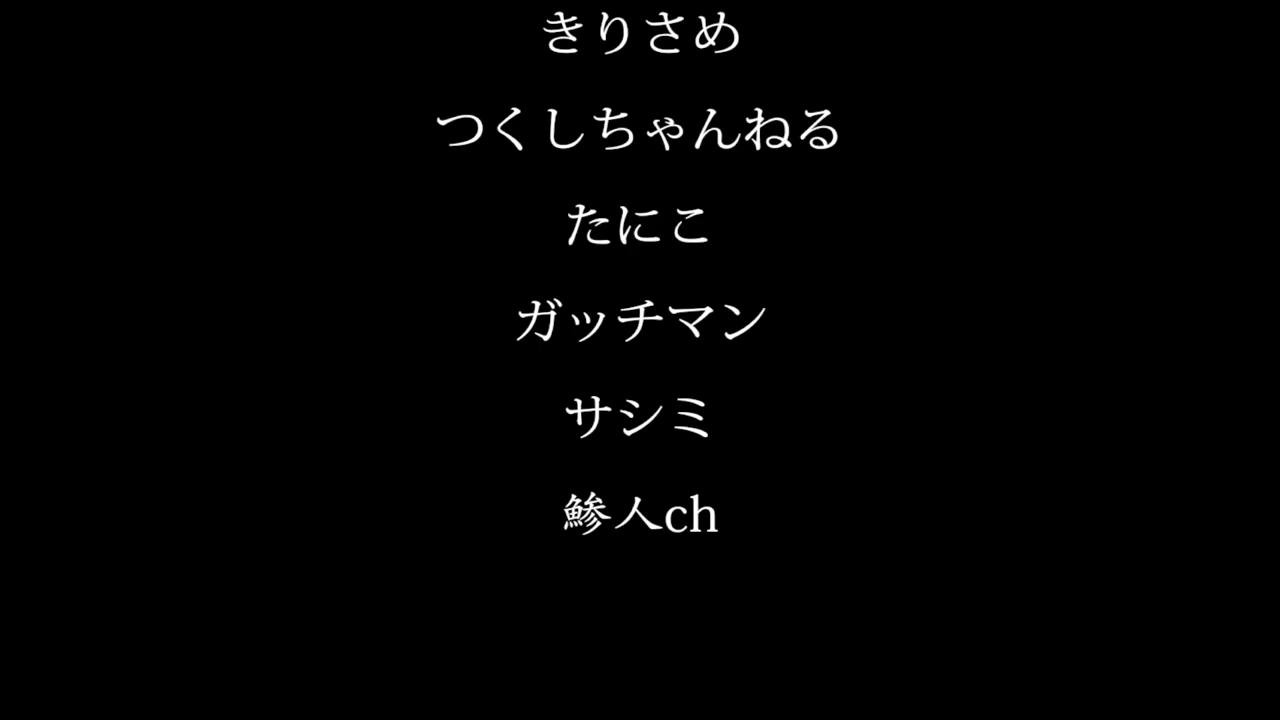 きりさめ
つくしちゃんねる
たにこ
ガッチマン
サシミ
鯵人ch